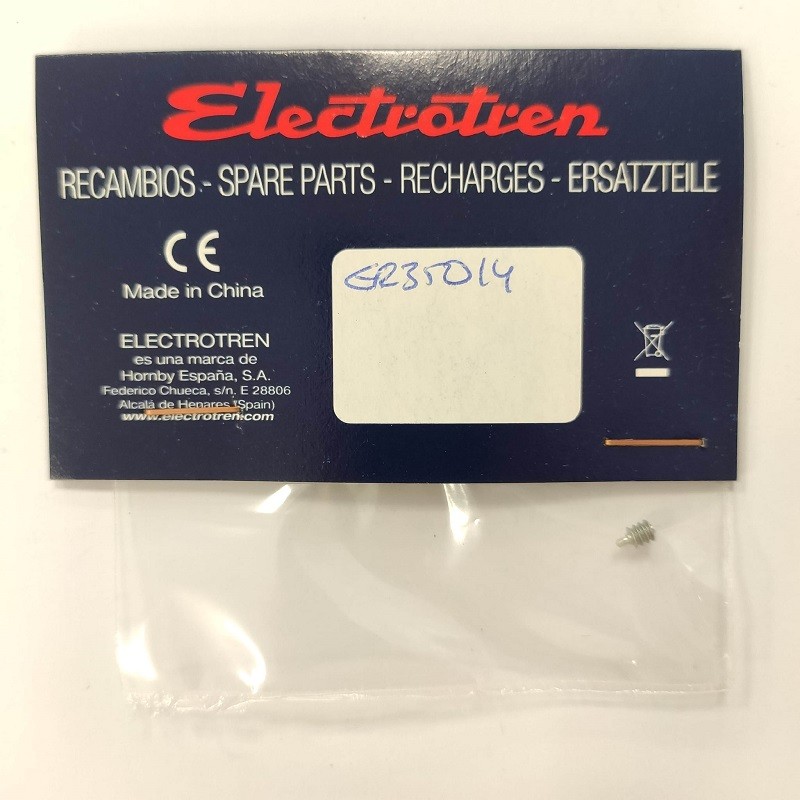 Electrotren
RECAMBIOS - SPARE PARTS - RECHARGES - ERSATZTEILE
CE
Made in China
ER35014
ELECTROTREN
es una marca de
Hornby España, S.A.
Federico Chueca, s/n. E 28806
Alcalá de Henares (Spain)
www.electrotren.com